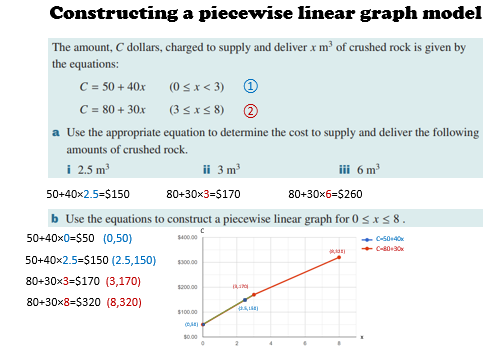 Constructing a piecewise linear graph model
The amount, C dollars, charged to supply and deliver x m³ of crushed rock is given by
the equations:
C = 50 + 40x (0 ≤ x < 3) ①
C = 80 + 30x (3 ≤ x ≤ 8) ②
a Use the appropriate equation to determine the cost to supply and deliver the following
amounts of crushed rock.
i 2.5 m³ ii 3 m³ iii 6 m³
50+40×2.5=$150 80+30×3=$170 80+30×6=$260
b Use the equations to construct a piecewise linear graph for 0 ≤ x ≤ 8 .
50+40×0=$50 (0,50)
50+40×2.5=$150 (2.5,150)
80+30×3=$170 (3,170)
80+30×8=$320 (8,320)
C
$400.00
$300.00
$200.00
$100.00
$0.00
0 2 4 6 8 x
(0,50)
(2.5,150)
(3,170)
(8,320)
C=50+40x
C=80+30x